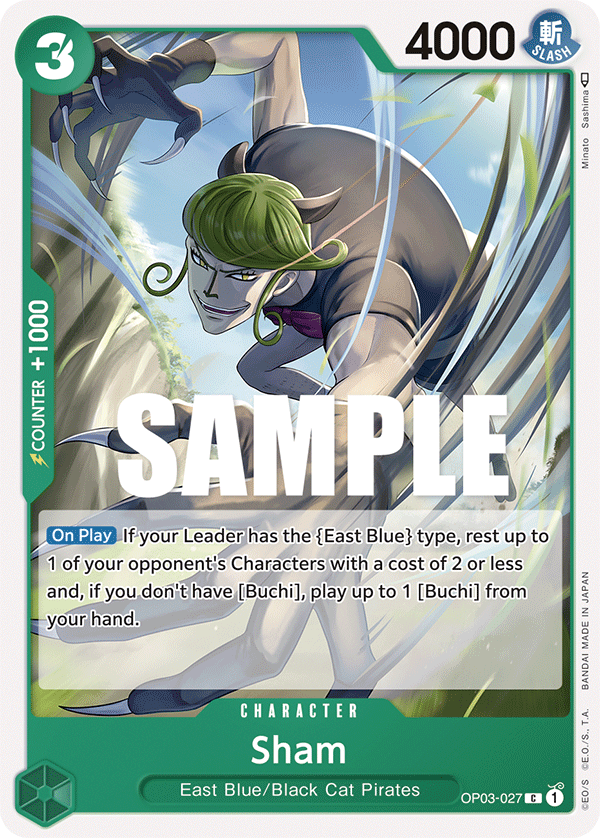 3
4000
斬
SLASH
Minato Sashima
COUNTER +1000
SAMPLE
On Play If your Leader has the {East Blue} type, rest up to
1 of your opponent's Characters with a cost of 2 or less
and, if you don't have [Buchi], play up to 1 [Buchi] from
your hand.
CHARACTER
Sham
East Blue/Black Cat Pirates
OP03-027 C 1
©EO/S ©E.O./S., T.A. BANDAI MADE IN JAPAN